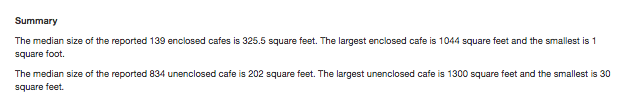 Summary
The median size of the reported 139 enclosed cafes is 325.5 square feet. The largest enclosed cafe is 1044 square feet and the smallest is 1
square foot.
The median size of the reported 834 unenclosed cafe is 202 square feet. The largest unenclosed cafe is 1300 square feet and the smallest is 30
square feet.